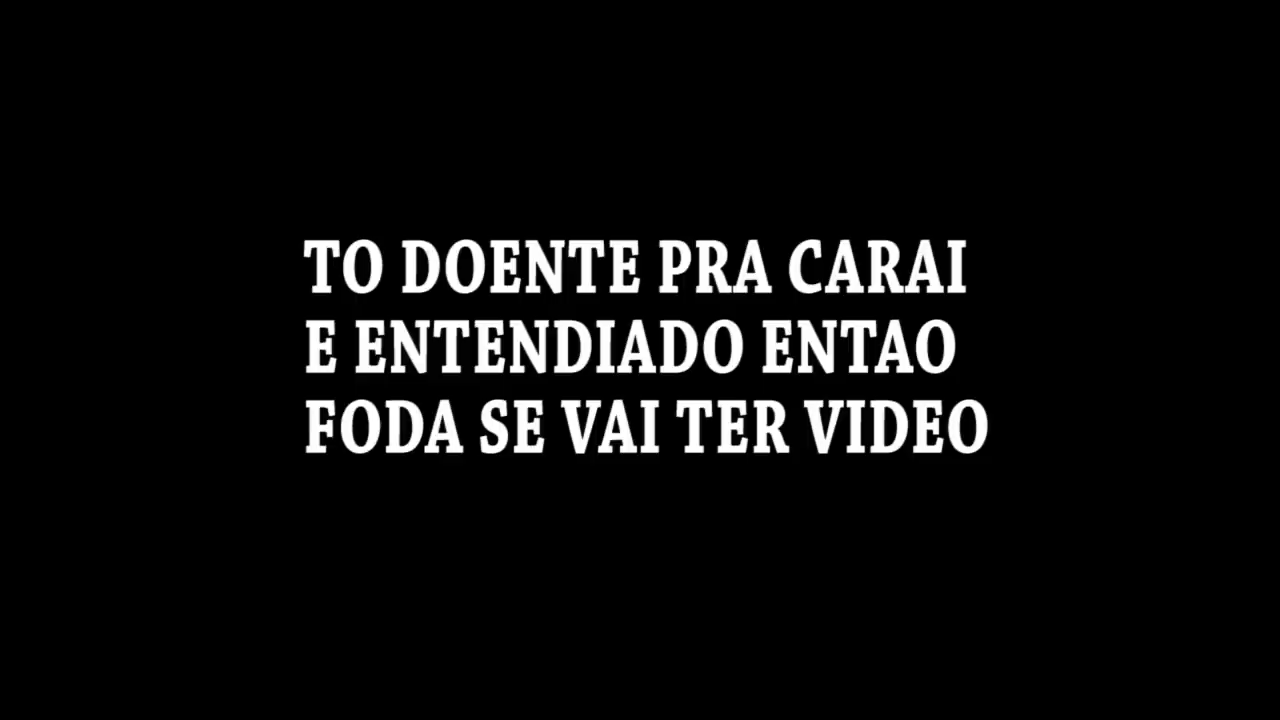 TO DOENTE PRA CARAI
E ENTENDIADO ENTAO
FODA SE VAI TER VIDEO